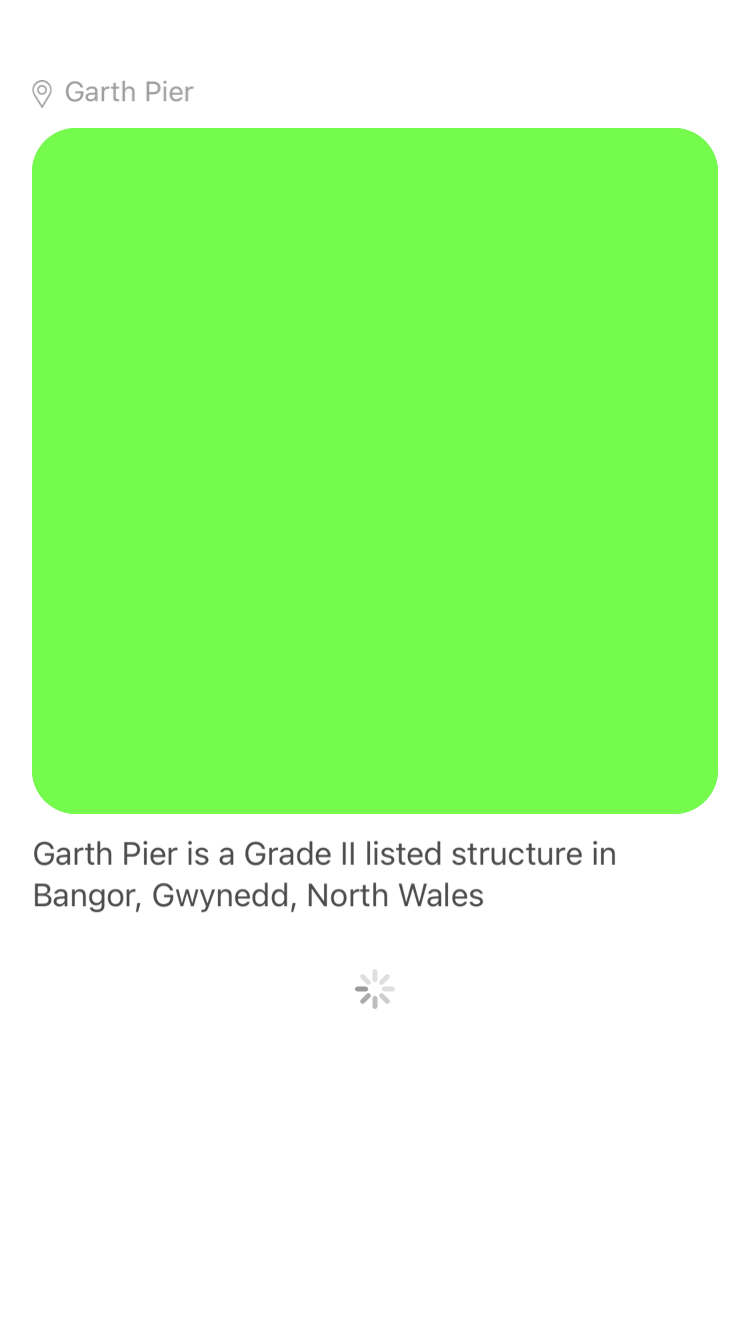 Garth Pier
Garth Pier is a Grade II listed structure in
Bangor, Gwynedd, North Wales